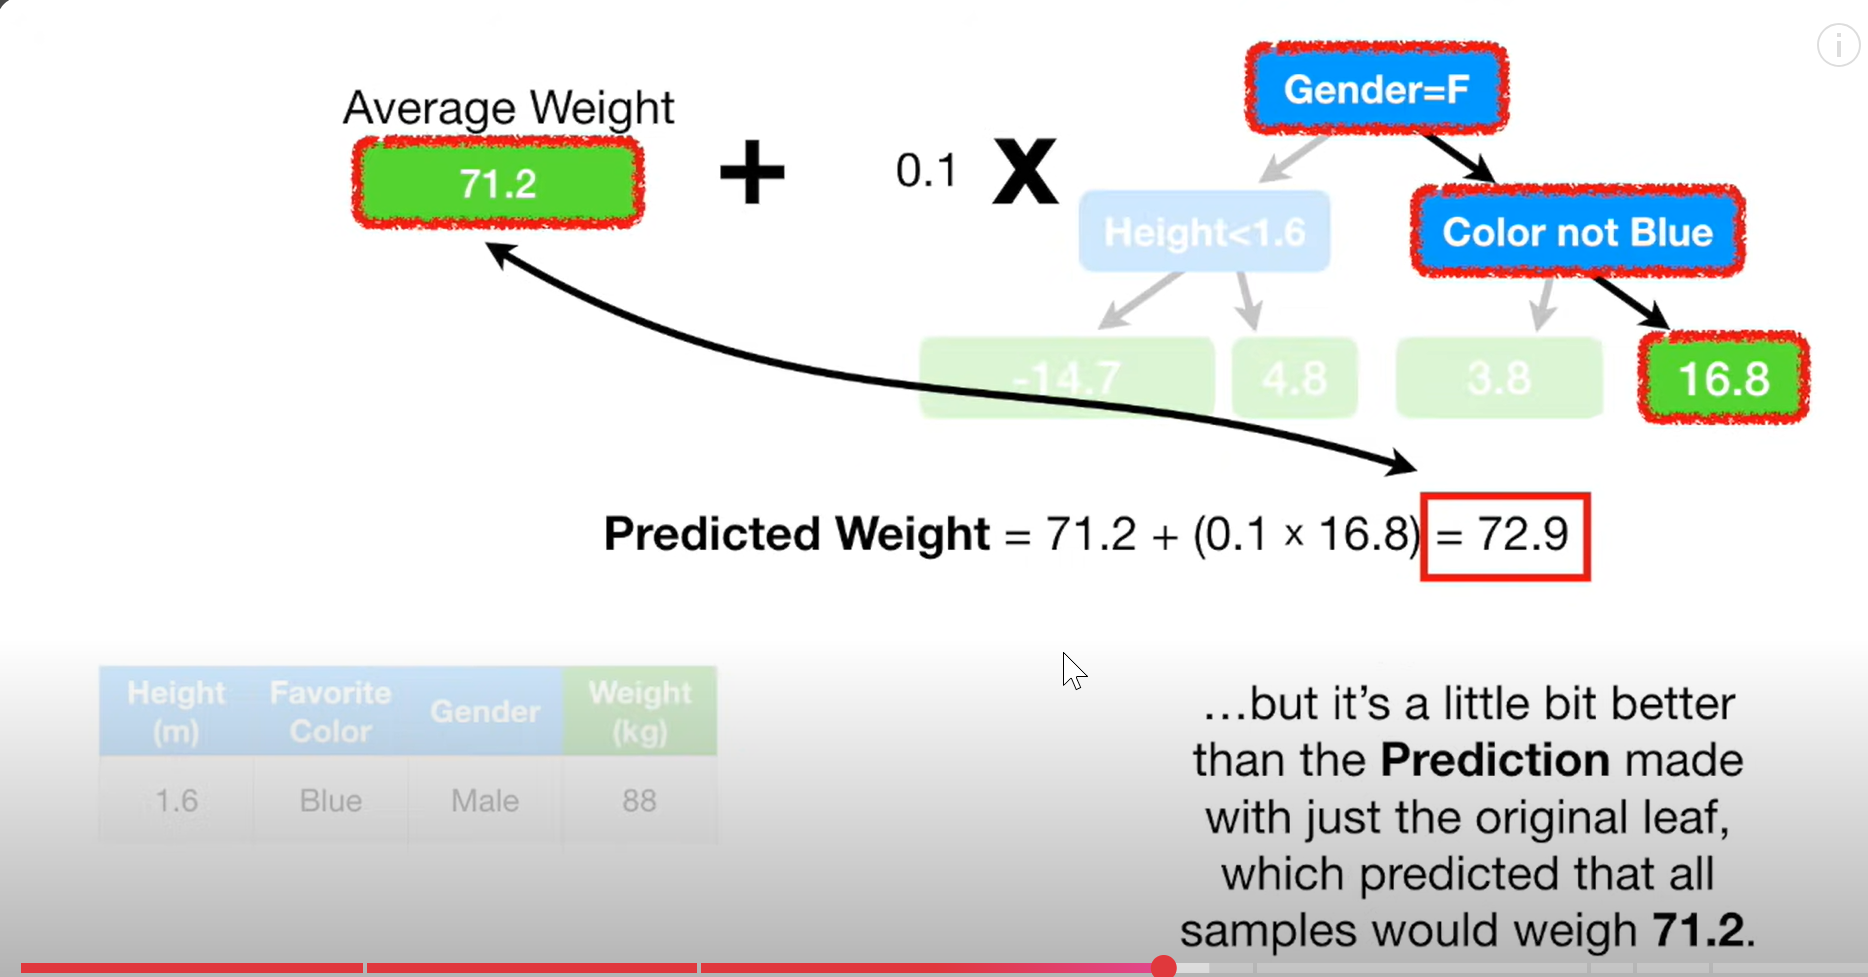 Average Weight
71.2
+
0.1
X
Gender=F
Height<1.6
Color not Blue
-14.7
4.8
3.8
16.8
Predicted Weight = 71.2 + (0.1 × 16.8) = 72.9
Height (m)
Favorite Color
Gender
Weight (kg)
1.6
Blue
Male
88
...but it's a little bit better
than the Prediction made
with just the original leaf,
which predicted that all
samples would weigh 71.2.